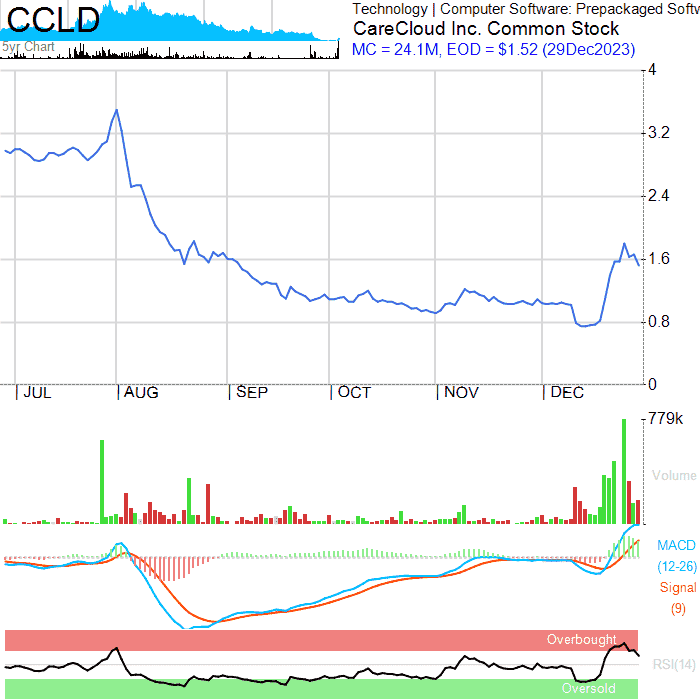 CCLD
5yr Chart
Technology | Computer Software: Prepackaged Softw
CareCloud Inc. Common Stock
MC = 24.1M, EOD = $1.52 (29Dec2023)
4
3.2
2.4
1.6
0.8
0
JUL AUG SEP OCT NOV DEC
779k
Volume
MACD
(12-26)
Signal
(9)
Overbought
RSI(14)
Oversold